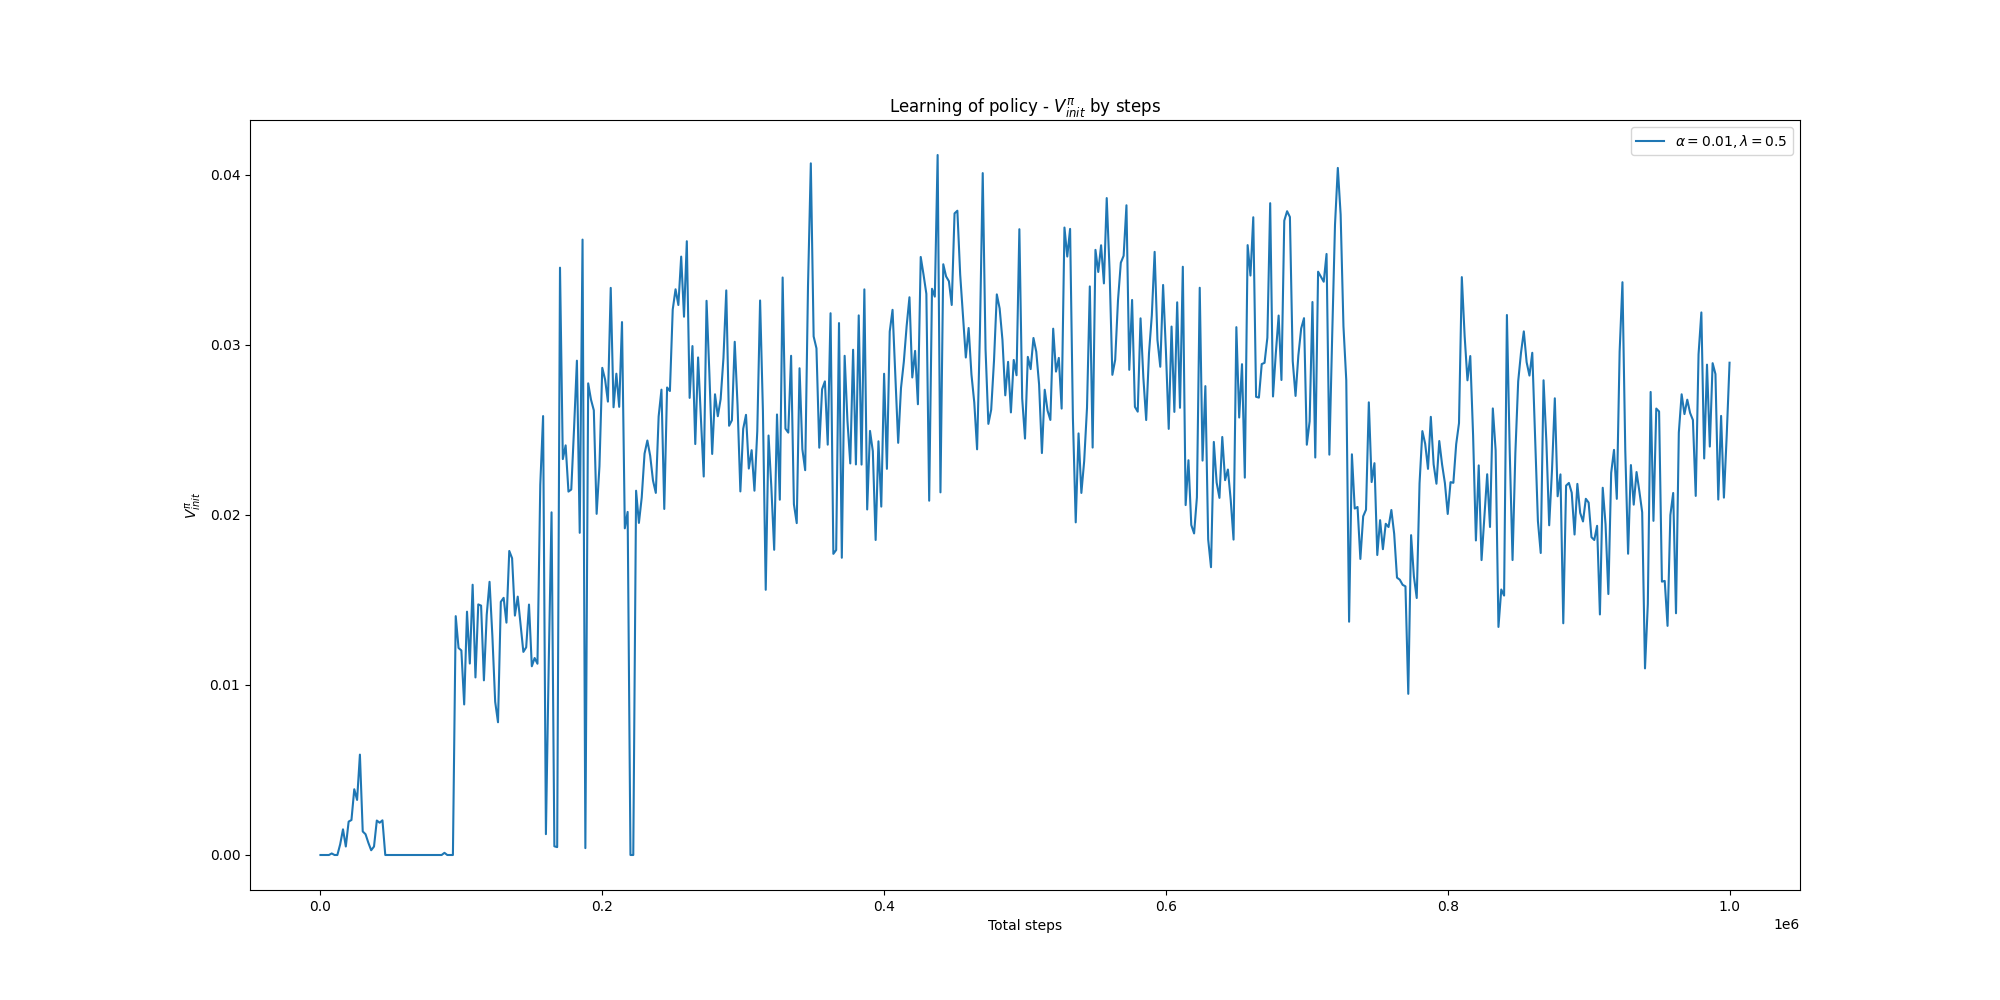 Learning of policy - $V_{init}^{\pi}$ by steps
α = 0.01, λ = 0.5
0.04
0.03
0.02
0.01
0.00
$V_{init}^{\pi}$
0.0 0.2 0.4 0.6 0.8 1.0
Total steps
1e6